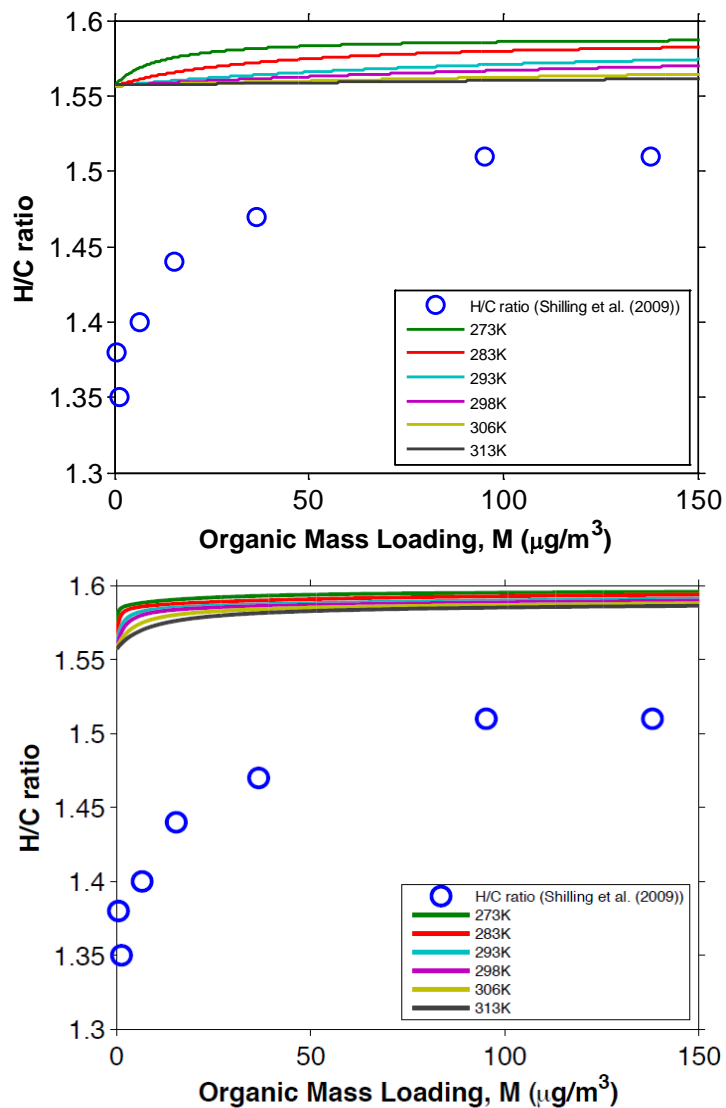 1.6
1.55
1.5
1.45
1.4
1.35
1.3
H/C ratio
H/C ratio (Shilling et al. (2009))
273K
283K
293K
298K
306K
313K
0 50 100 150
Organic Mass Loading, M (μg/m³)
1.6
1.55
1.5
1.45
1.4
1.35
1.3
H/C ratio
H/C ratio (Shilling et al. (2009))
273K
283K
293K
298K
306K
313K
0 50 100 150
Organic Mass Loading, M (μg/m³)